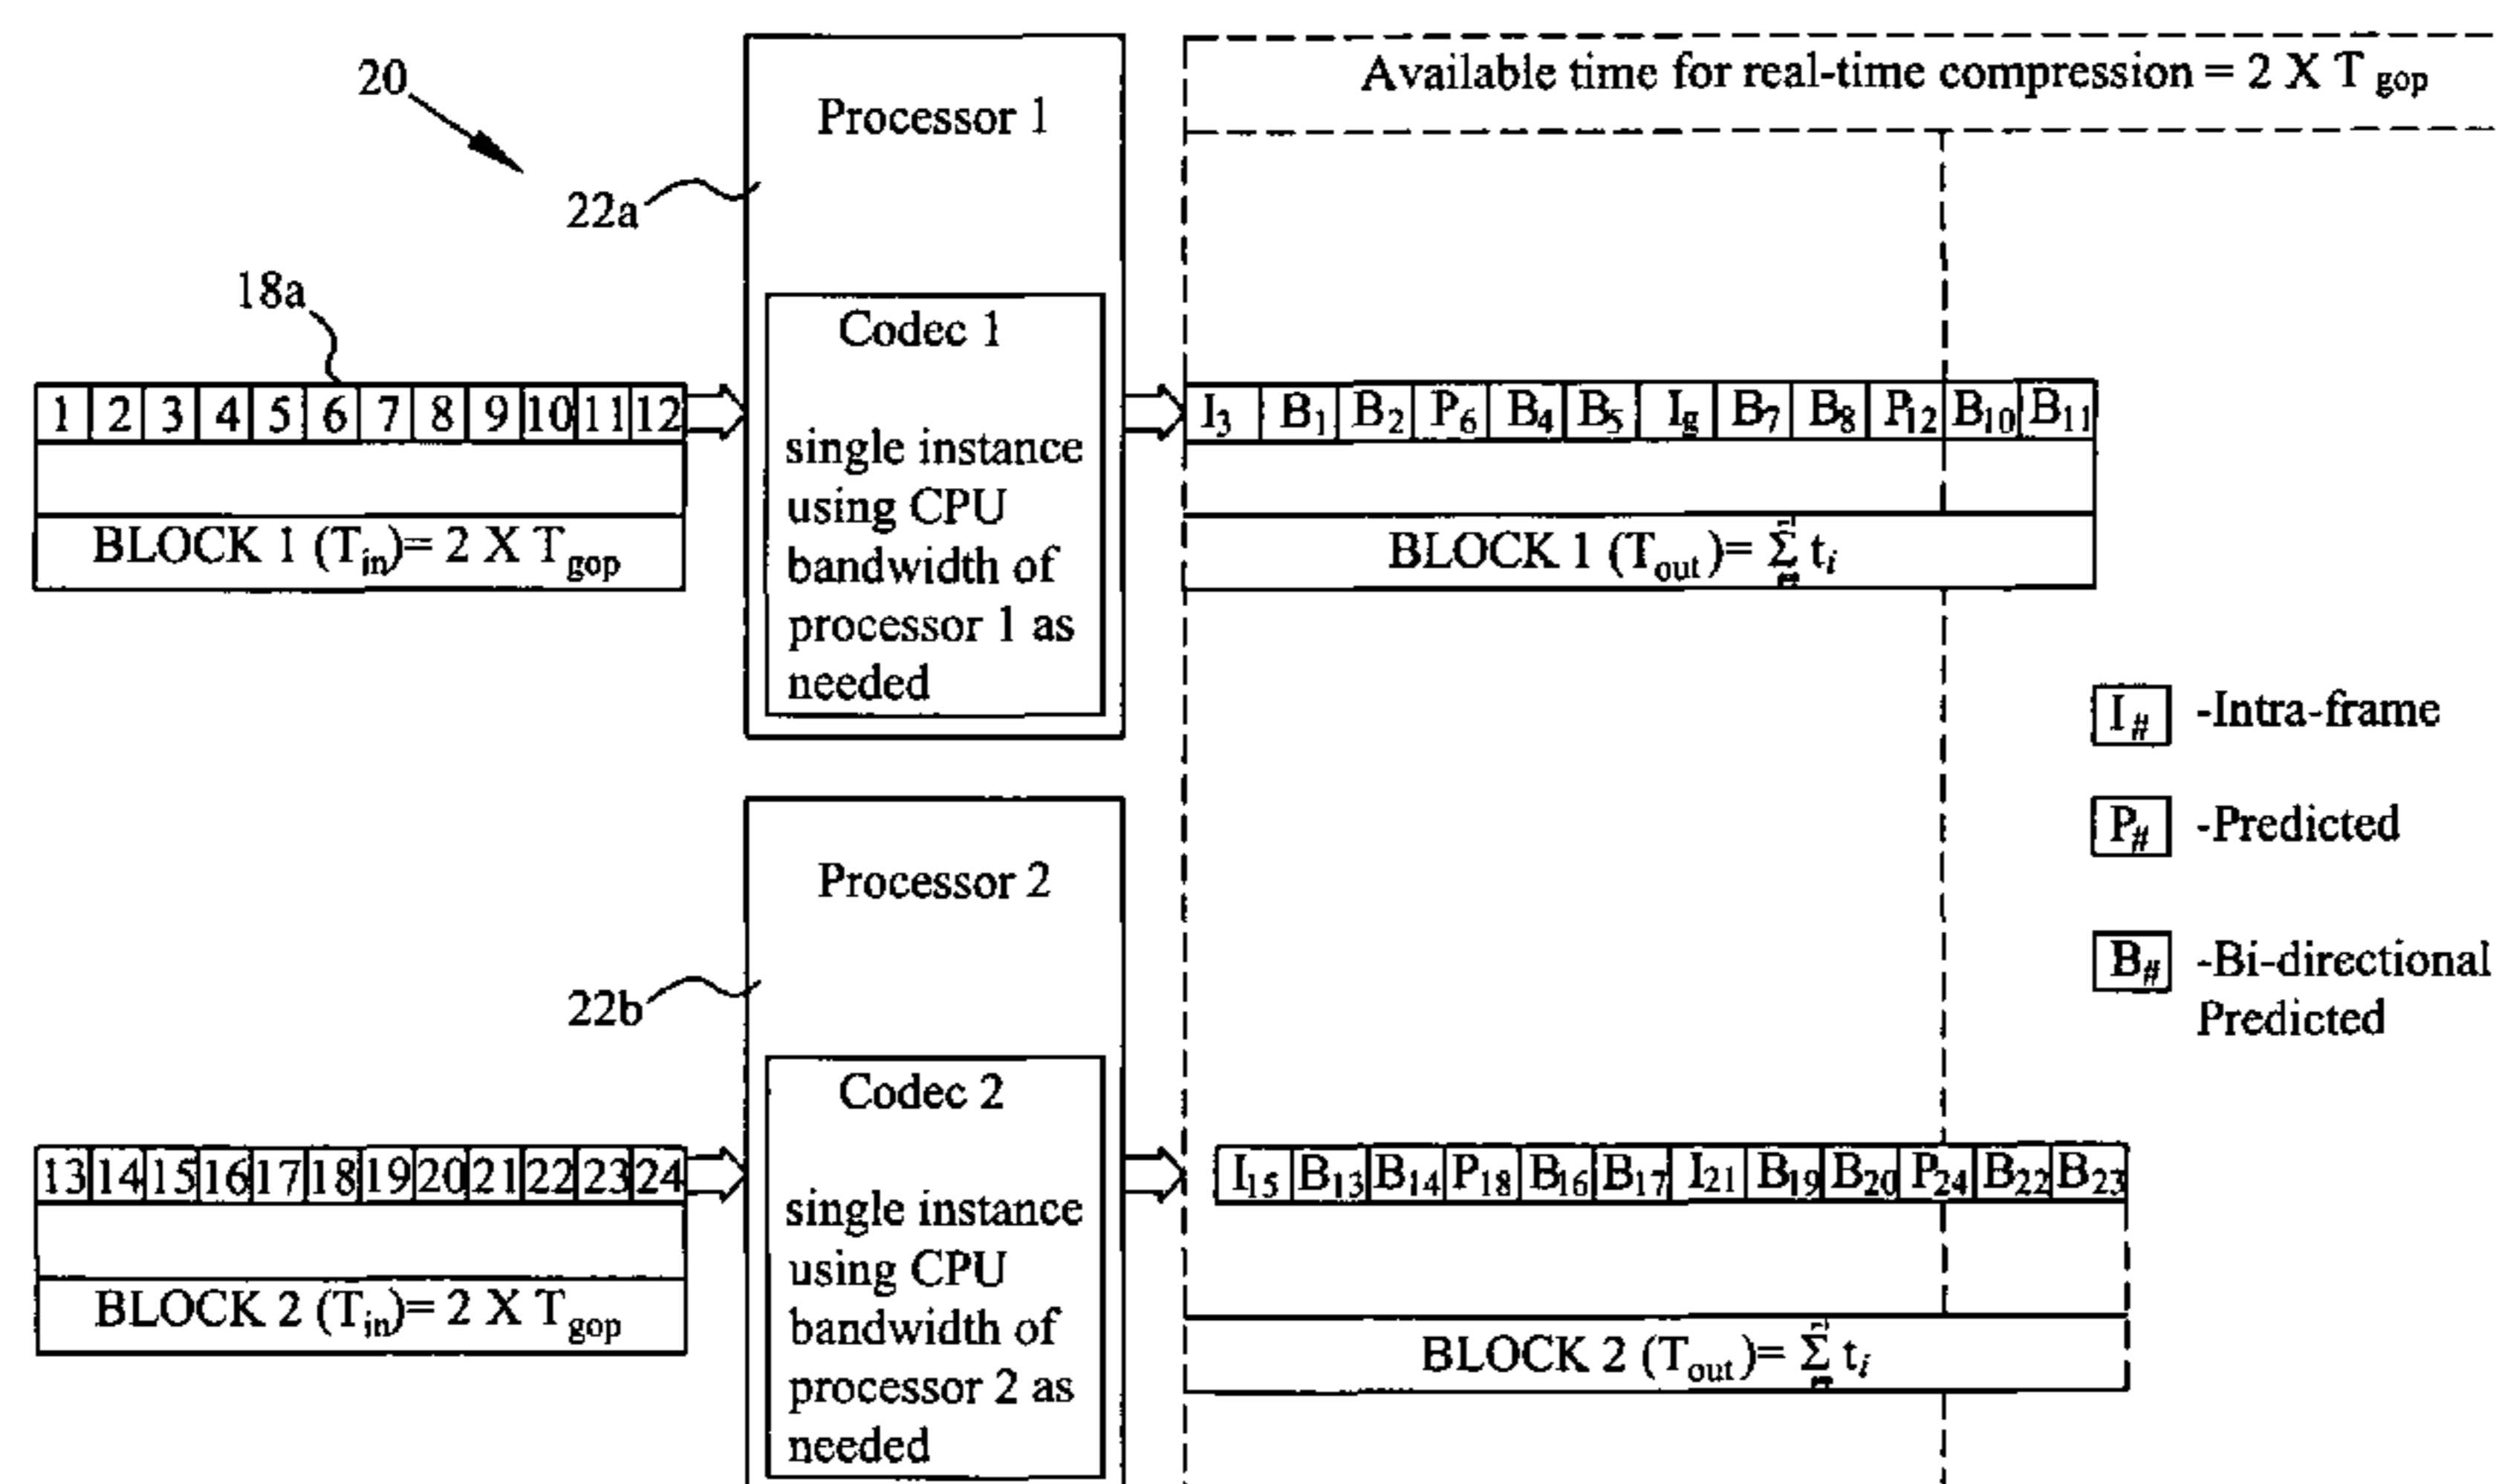 20
Processor 1
Available time for real-time compression = 2 X T gop
22a
18a
Codec 1
single instance
using CPU
bandwidth of
processor 1 as
needed
1 2 3 4 5 6 7 8 9 10 11 12
I3 B1 B2 P6 B4 B5 Ig B7 B8 P12 B10 B11
BLOCK 1 (Tin)= 2 X Tgop
BLOCK 1 (Tout)= Σ ti
I# -Intra-frame
P# -Predicted
B# -Bi-directional
Predicted
Processor 2
22b
Codec 2
single instance
using CPU
bandwidth of
processor 2 as
needed
13 14 15 16 17 18 19 20 21 22 23 24
I15 B13 B14 P18 B16 B17 I21 B19 B20 P24 B22 B23
BLOCK 2 (Tin)= 2 X Tgop
BLOCK 2 (Tout)= Σ ti